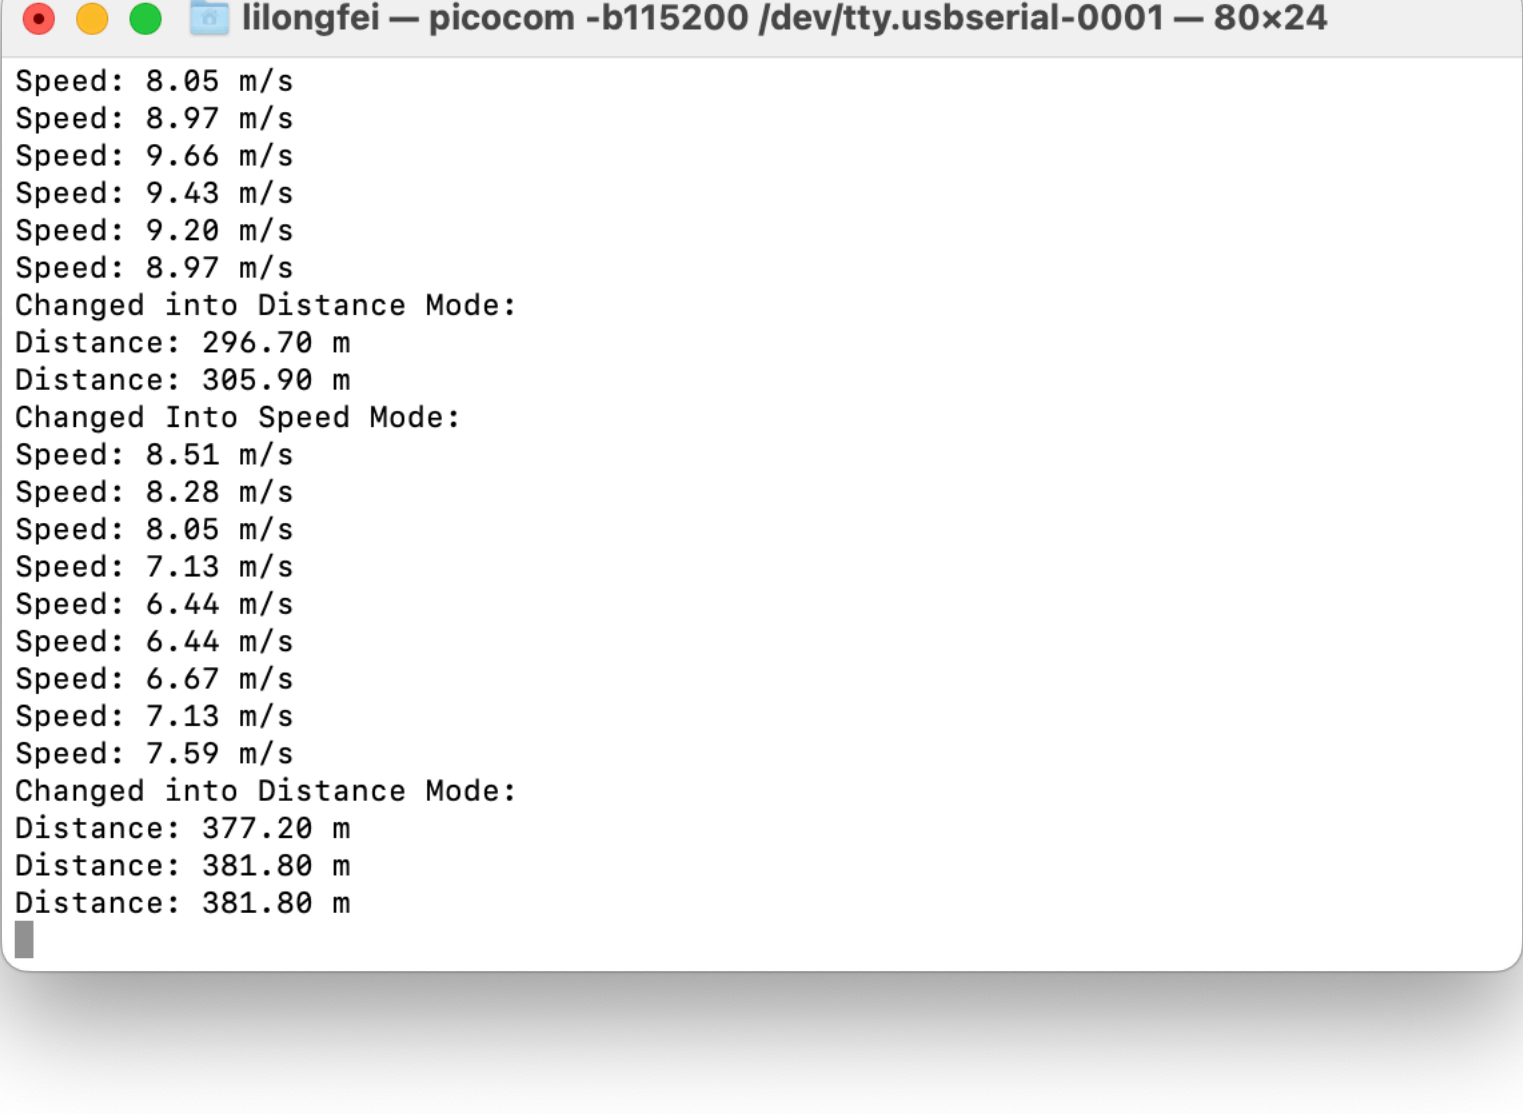 lilongfei — picocom -b115200 /dev/tty.usbserial-0001 — 80×24
Speed: 8.05 m/s
Speed: 8.97 m/s
Speed: 9.66 m/s
Speed: 9.43 m/s
Speed: 9.20 m/s
Speed: 8.97 m/s
Changed into Distance Mode:
Distance: 296.70 m
Distance: 305.90 m
Changed Into Speed Mode:
Speed: 8.51 m/s
Speed: 8.28 m/s
Speed: 8.05 m/s
Speed: 7.13 m/s
Speed: 6.44 m/s
Speed: 6.44 m/s
Speed: 6.67 m/s
Speed: 7.13 m/s
Speed: 7.59 m/s
Changed into Distance Mode:
Distance: 377.20 m
Distance: 381.80 m
Distance: 381.80 m